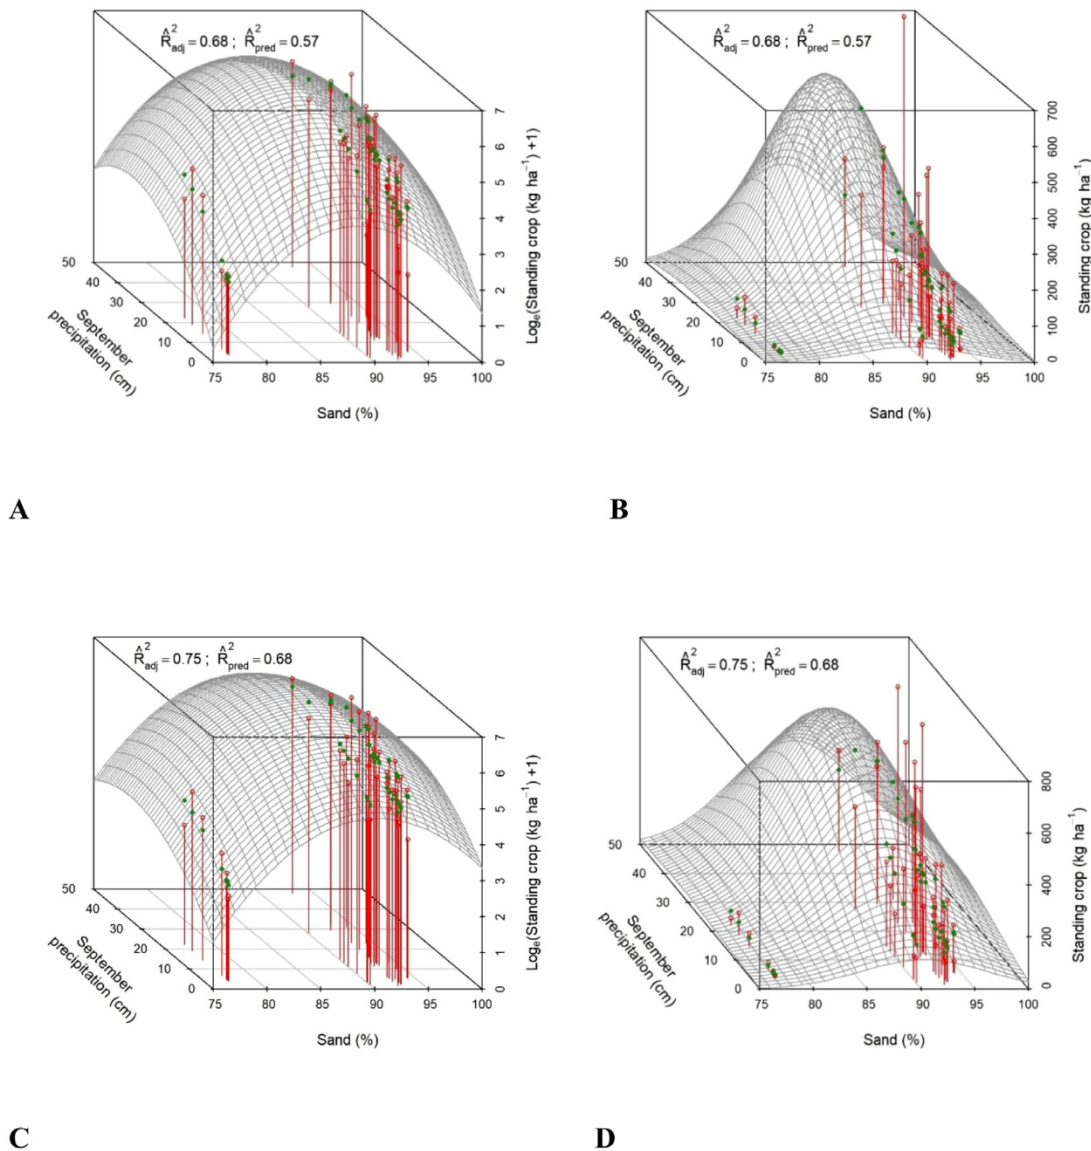 R̂²adj = 0.68 ; R̂²pred = 0.57
7
6
5
4
3
2
1
0
Loge(Standing crop (kg ha⁻¹) +1)
50
40
30
20
10
0
September
precipitation (cm)
75 80 85 90 95 100
Sand (%)
A
R̂²adj = 0.68 ; R̂²pred = 0.57
700
600
500
400
300
200
100
0
Standing crop (kg ha⁻¹)
50
40
30
20
10
0
September
precipitation (cm)
75 80 85 90 95 100
Sand (%)
B
R̂²adj = 0.75 ; R̂²pred = 0.68
7
6
5
4
3
2
1
0
Loge(Standing crop (kg ha⁻¹) +1)
50
40
30
20
10
0
September
precipitation (cm)
75 80 85 90 95 100
Sand (%)
C
R̂²adj = 0.75 ; R̂²pred = 0.68
800
600
400
200
0
Standing crop (kg ha⁻¹)
50
40
30
20
10
0
September
precipitation (cm)
75 80 85 90 95 100
Sand (%)
D